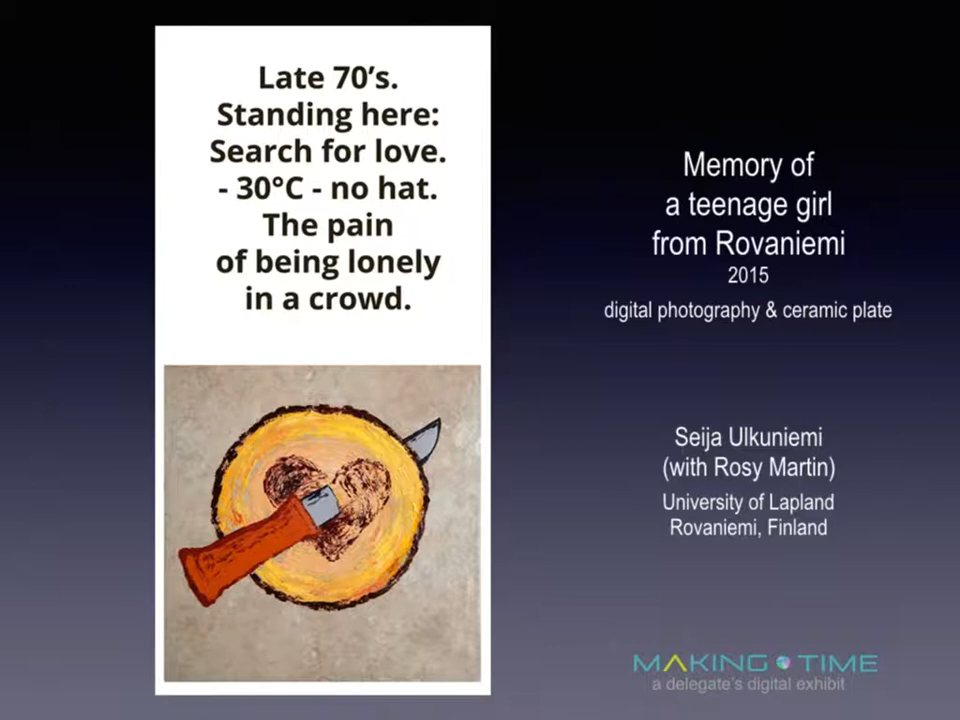 Late 70’s.
Standing here:
Search for love.
- 30°C - no hat.
The pain
of being lonely
in a crowd.
Memory of
a teenage girl
from Rovaniemi
2015
digital photography & ceramic plate
Seija Ulkuniemi
(with Rosy Martin)
University of Lapland
Rovaniemi, Finland
MAKING TIME
a delegate's digital exhibit